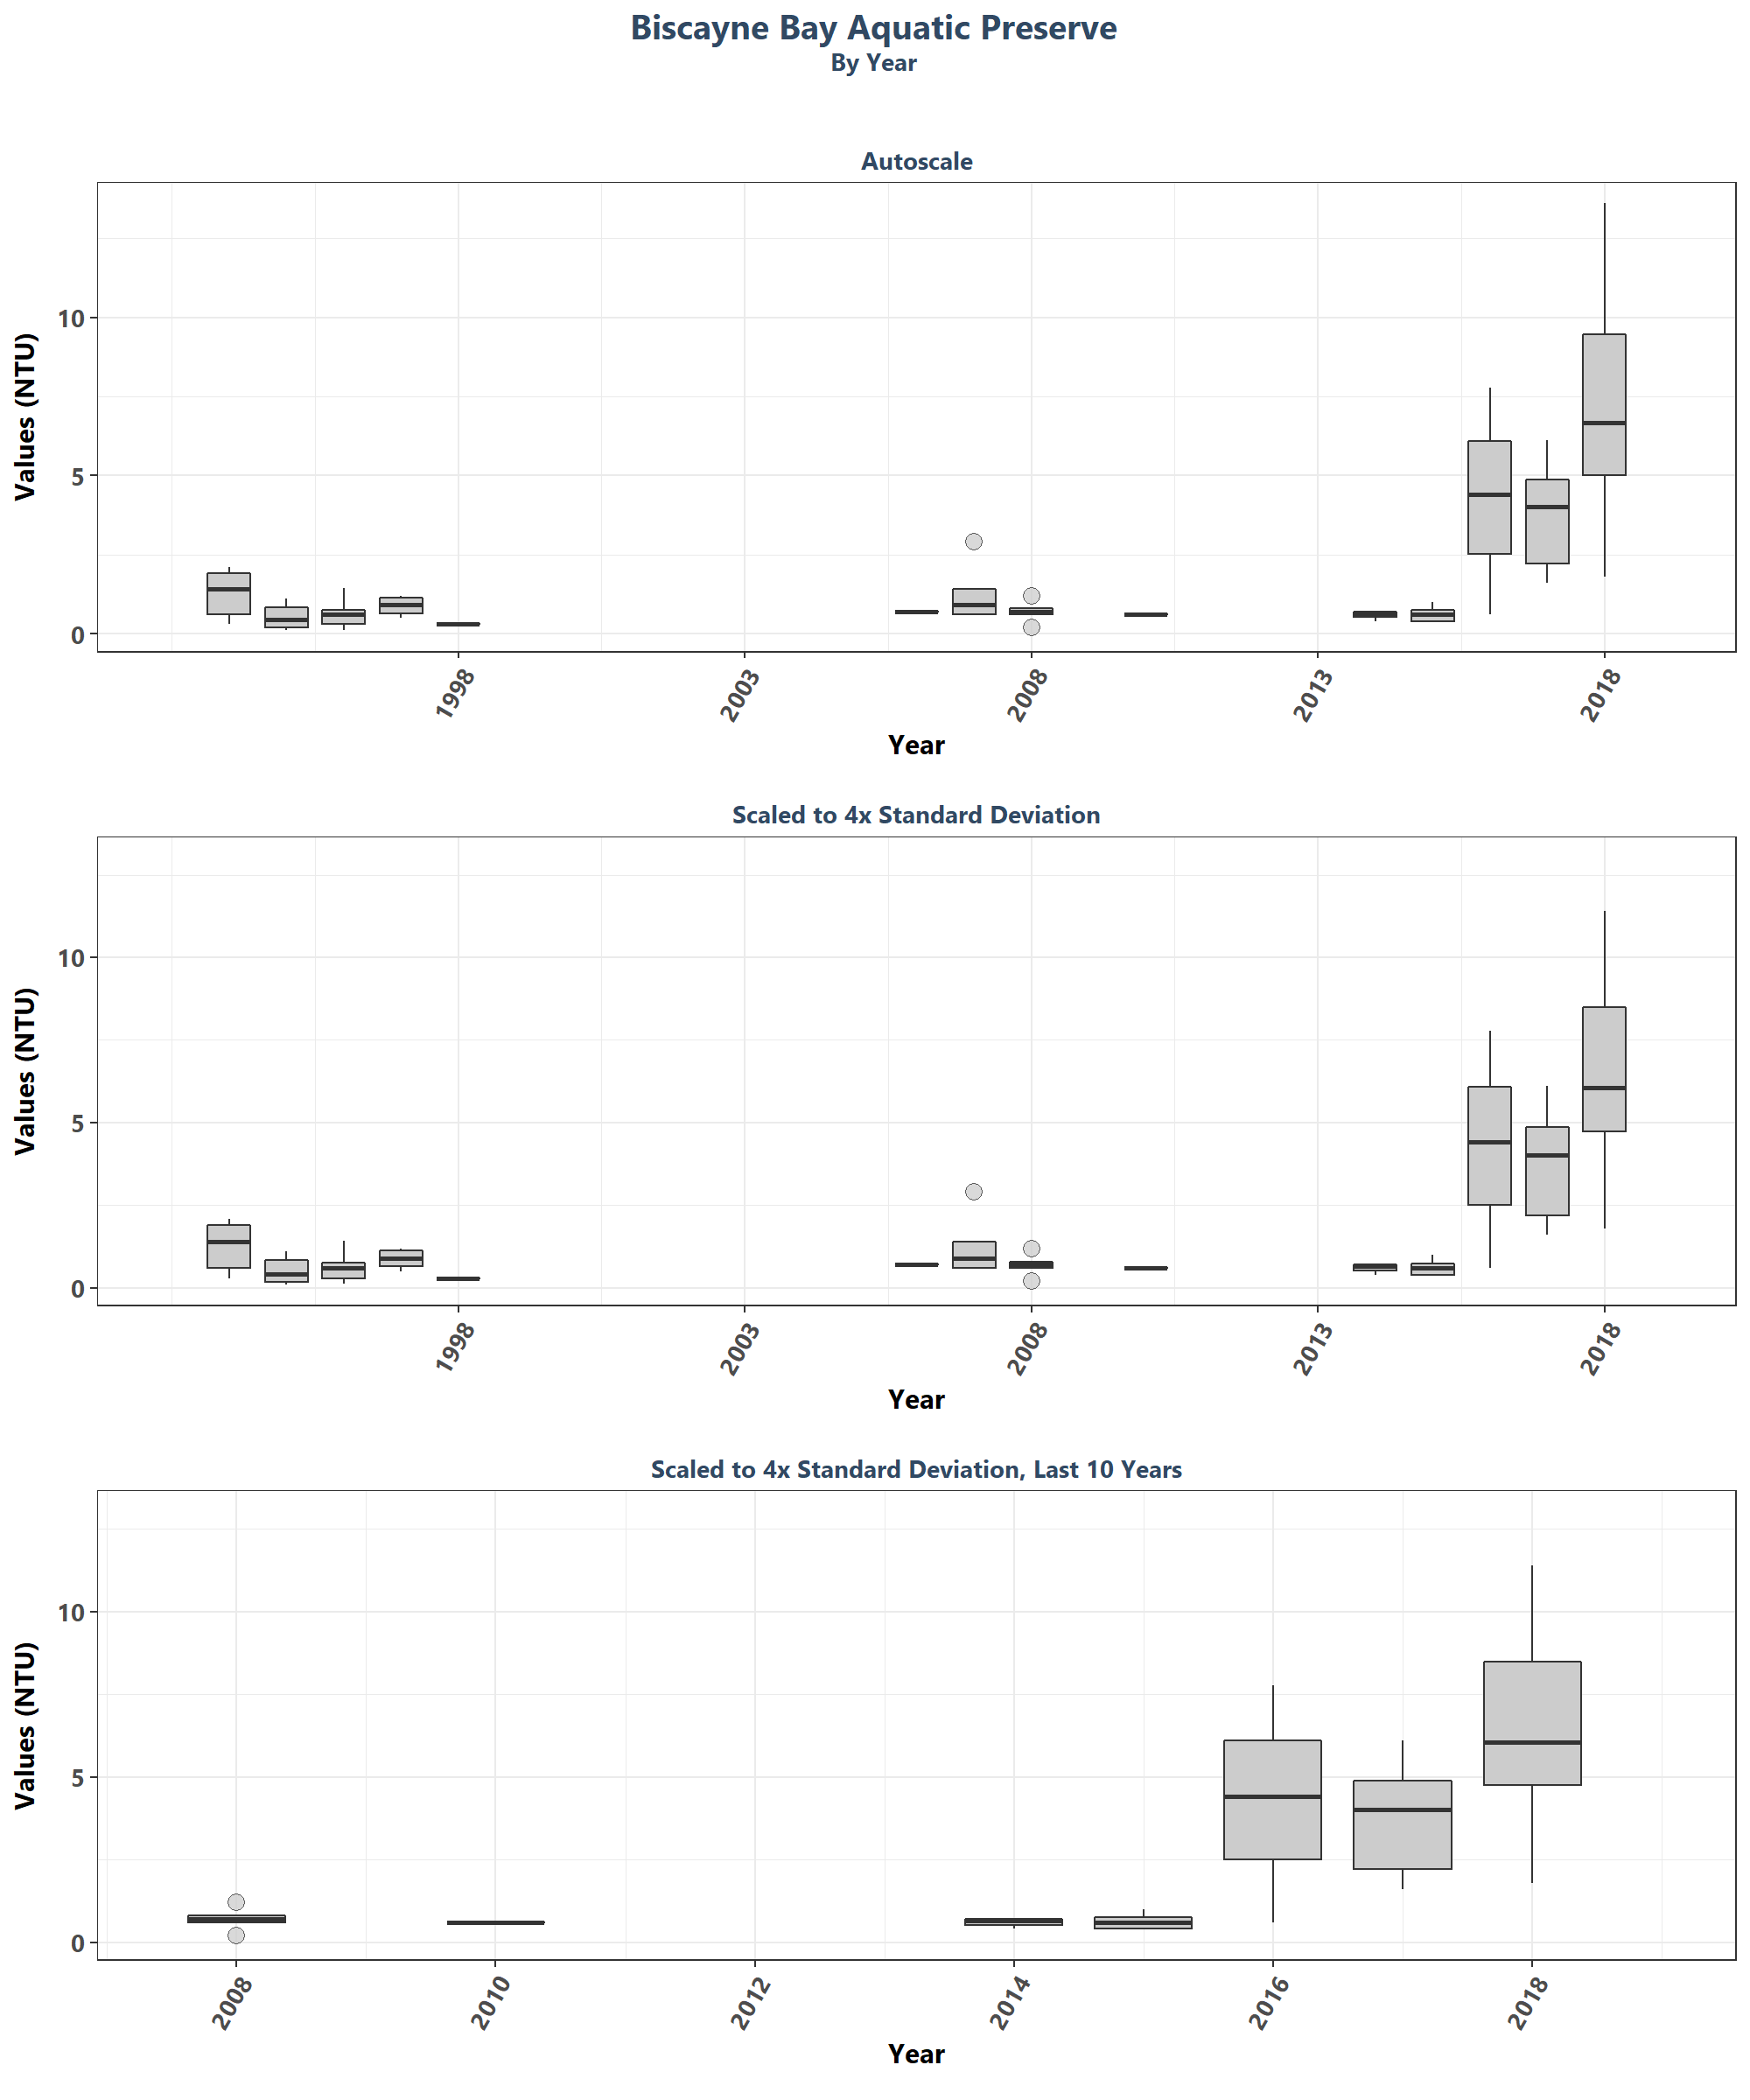 Biscayne Bay Aquatic Preserve
By Year
Autoscale
Values (NTU)
10
5
0
1998
2003
2008
2013
2018
Year
Scaled to 4x Standard Deviation
Values (NTU)
10
5
0
1998
2003
2008
2013
2018
Year
Scaled to 4x Standard Deviation, Last 10 Years
Values (NTU)
10
5
0
2008
2010
2012
2014
2016
2018
Year